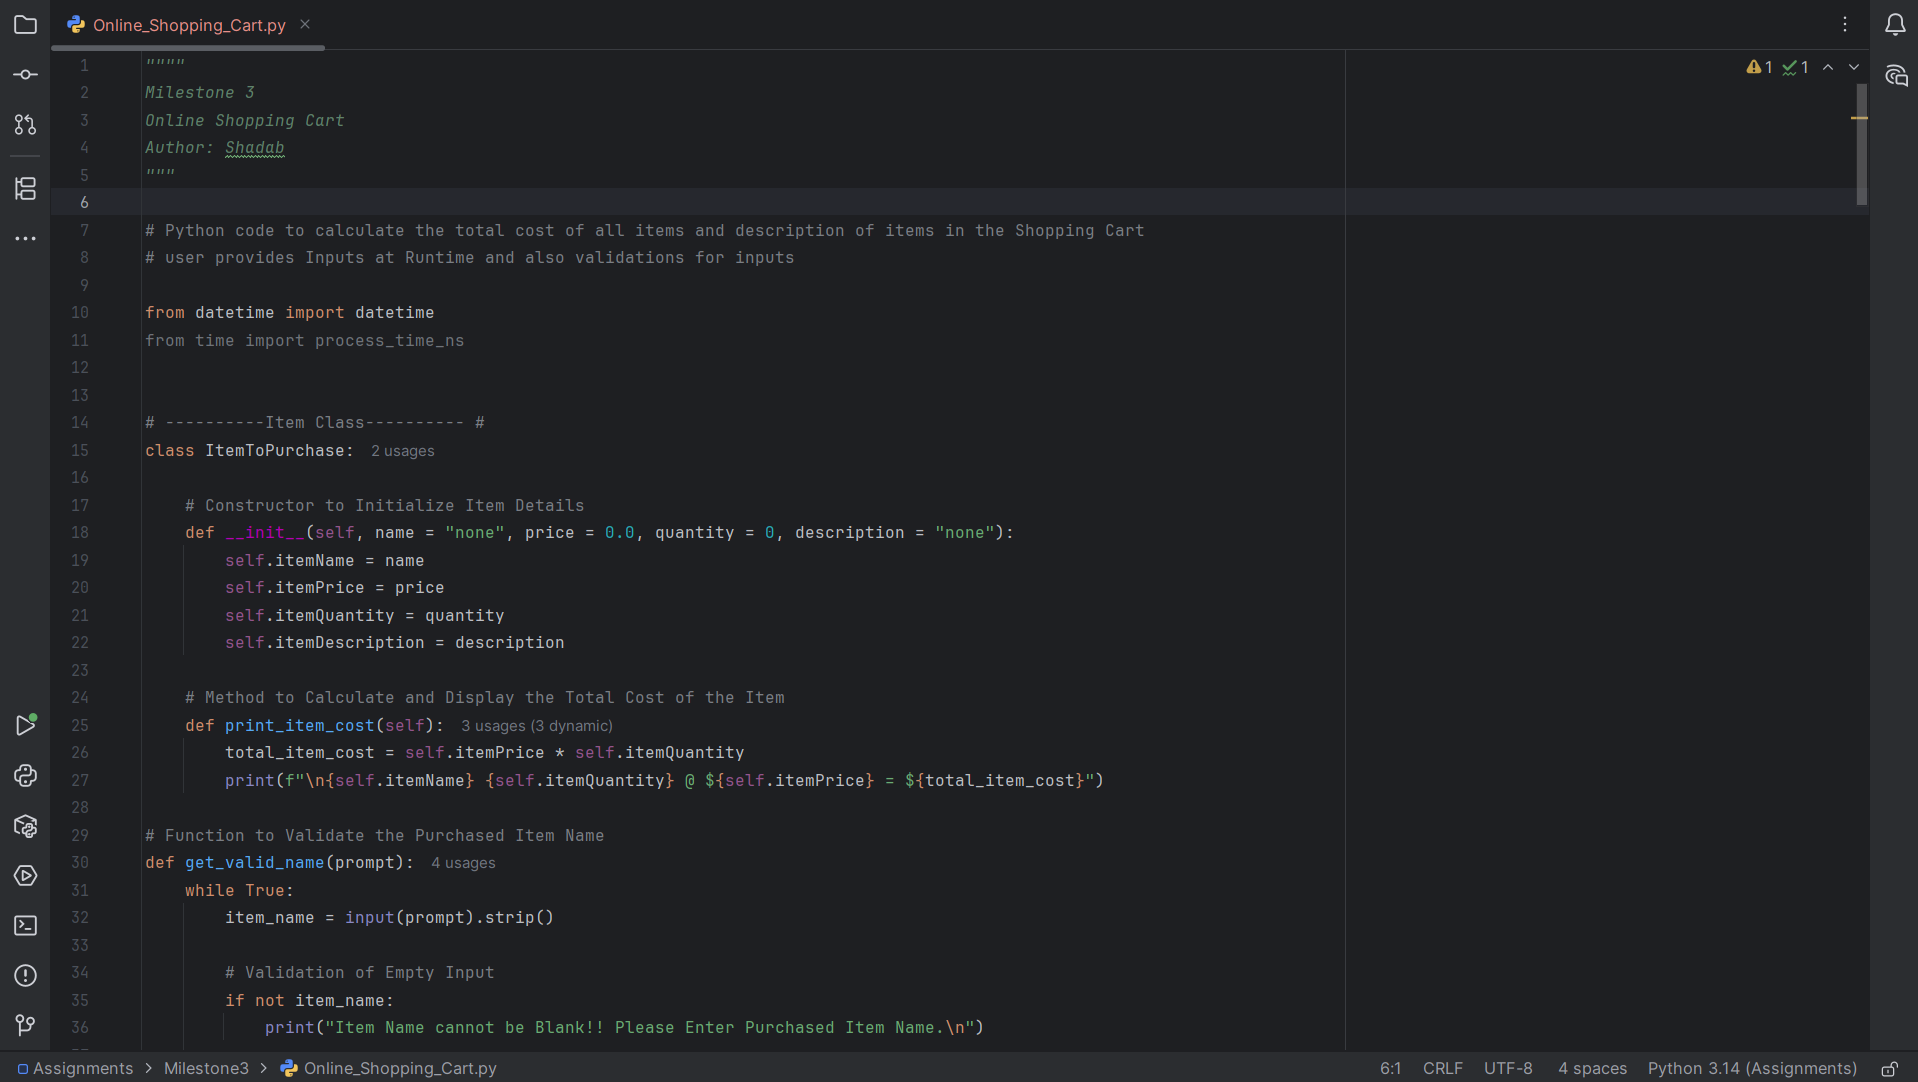 Online_Shopping_Cart.py
1 """"
2 Milestone 3
3 Online Shopping Cart
4 Author: Shadab
5 """
6
7 # Python code to calculate the total cost of all items and description of items in the Shopping Cart
8 # user provides Inputs at Runtime and also validations for inputs
9
10 from datetime import datetime
11 from time import process_time_ns
12
13
14 # ----------Item Class---------- #
15 class ItemToPurchase: 2 usages
16
17     # Constructor to Initialize Item Details
18     def __init__(self, name = "none", price = 0.0, quantity = 0, description = "none"):
19         self.itemName = name
20         self.itemPrice = price
21         self.itemQuantity = quantity
22         self.itemDescription = description
23
24     # Method to Calculate and Display the Total Cost of the Item
25     def print_item_cost(self): 3 usages (3 dynamic)
26         total_item_cost = self.itemPrice * self.itemQuantity
27         print(f"\n{self.itemName} {self.itemQuantity} @ ${self.itemPrice} = ${total_item_cost}")
28
29 # Function to Validate the Purchased Item Name
30 def get_valid_name(prompt): 4 usages
31     while True:
32         item_name = input(prompt).strip()
33
34         # Validation of Empty Input
35         if not item_name:
36             print("Item Name cannot be Blank!! Please Enter Purchased Item Name.\n")
1 1
Assignments > Milestone3 > Online_Shopping_Cart.py 6:1 CRLF UTF-8 4 spaces Python 3.14 (Assignments)